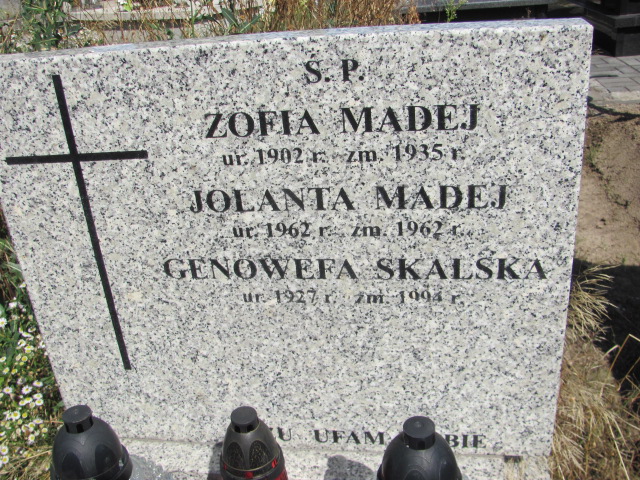 Ś. P.
ZOFIA MADEJ
ur. 1902 r. zm. 1935 r.
JOLANTA MADEJ
ur. 1962 r. zm. 1962 r.
GENOWEFA SKALSKA
ur. 1927 r. zm. 1994 r.
UFAM